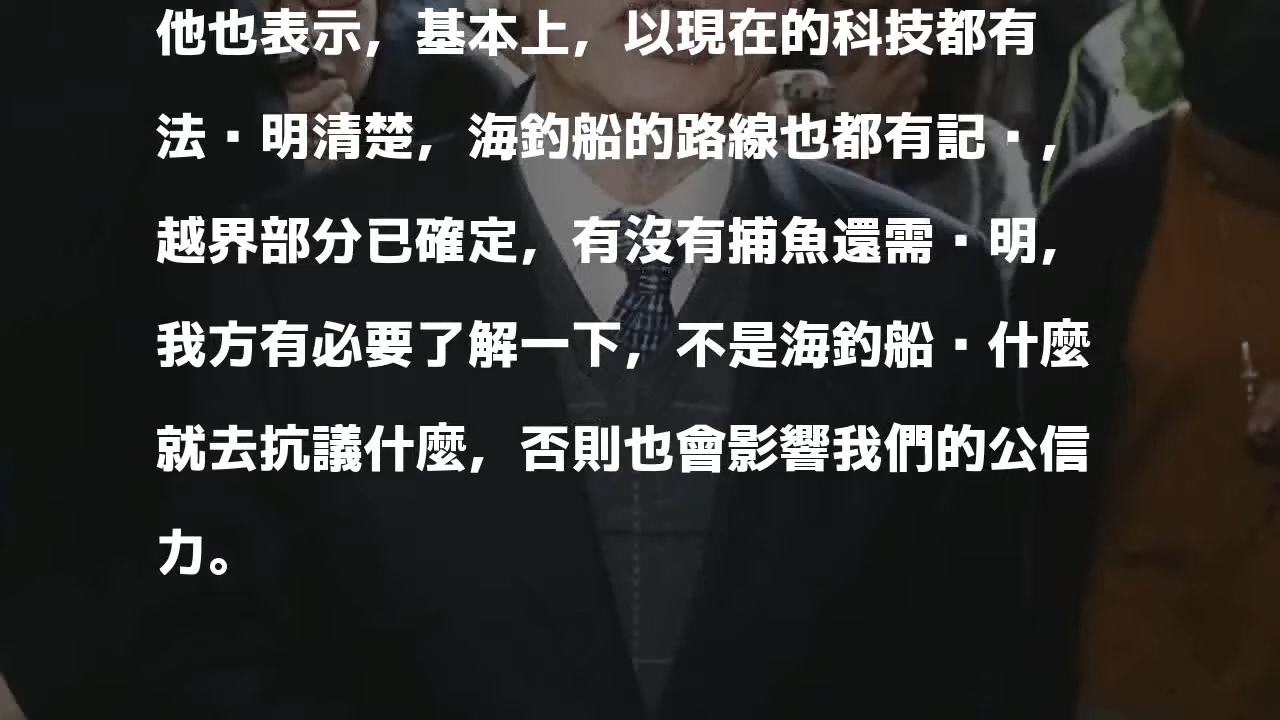 他也表示，基本上，以現在的科技都有
法▪明清楚，海釣船的路線也都有記▪，
越界部分已確定，有沒有捕魚還需▪明，
我方有必要了解一下，不是海釣船▪什麼
就去抗議什麼，否則也會影響我們的公信
力。